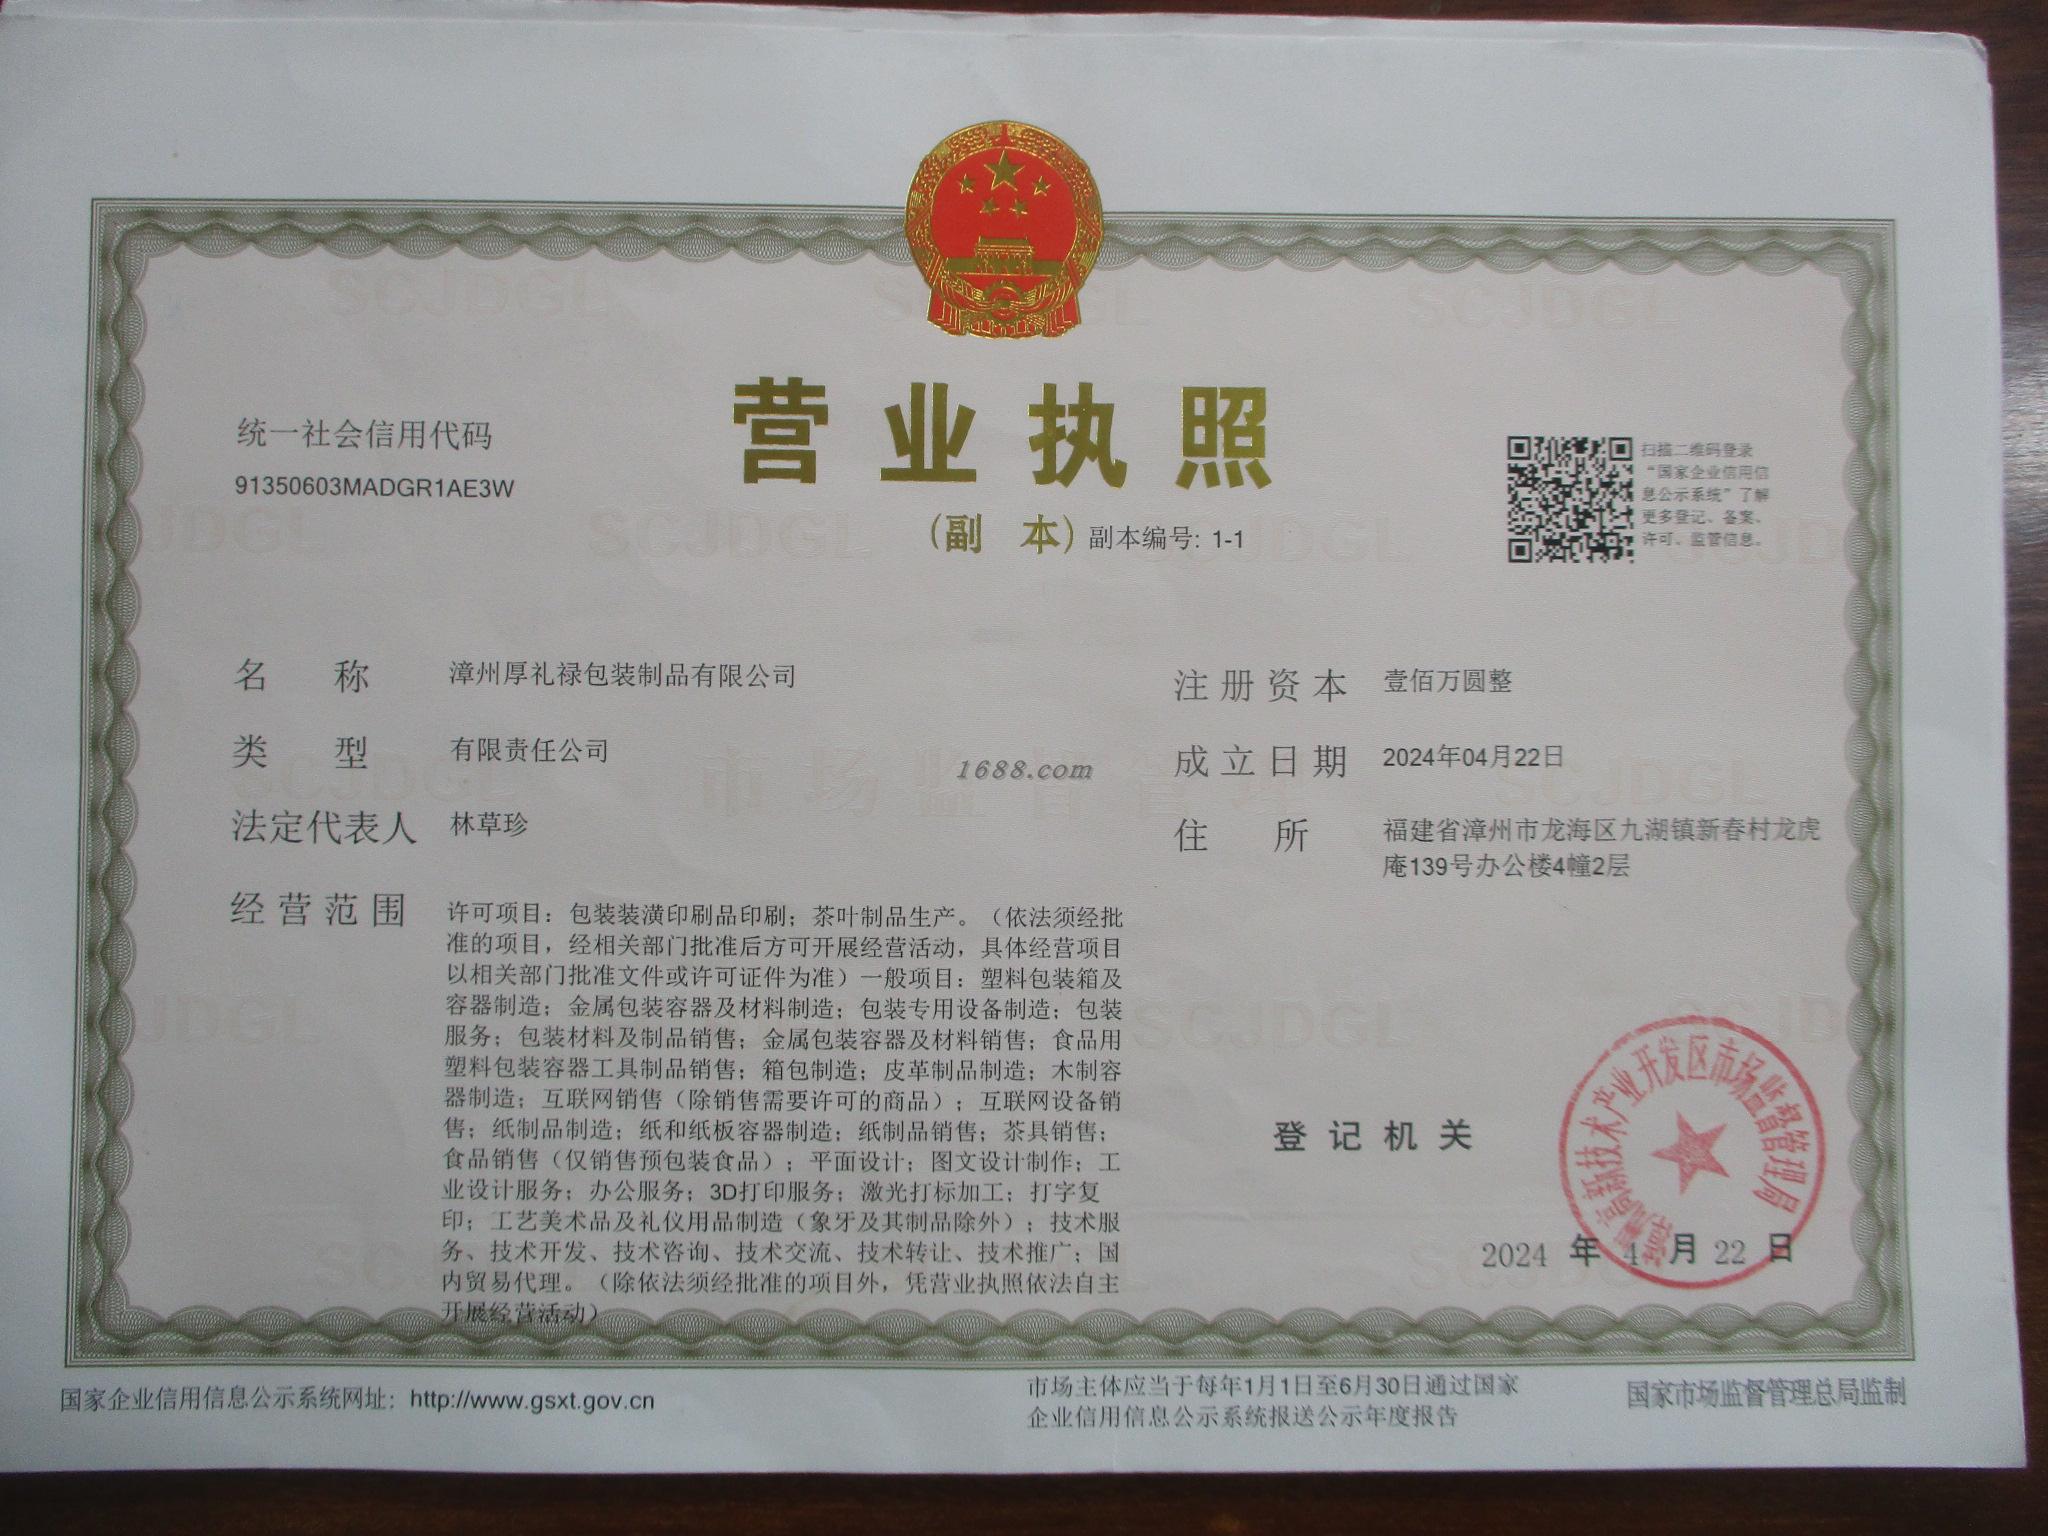 营业执照
(副 本) 副本编号: 1-1
统一社会信用代码
91350603MADGR1AE3W
扫描二维码登录
“国家企业信用信
息公示系统”了解
更多登记、备案、
许可、监管信息。
名 称 漳州厚礼禄包装制品有限公司
类 型 有限责任公司
法定代表人 林草珍
经营范围 许可项目：包装装潢印刷品印刷；茶叶制品生产。（依法须经批
准的项目，经相关部门批准后方可开展经营活动，具体经营项目
以相关部门批准文件或许可证件为准）一般项目：塑料包装箱及
容器制造；金属包装容器及材料制造；包装专用设备制造；包装
服务；包装材料及制品销售；金属包装容器及材料销售；食品用
塑料包装容器工具制品销售；箱包制造；皮革制品制造；木制容
器制造；互联网销售（除销售需要许可的商品）；互联网设备销
售；纸制品制造；纸和纸板容器制造；纸制品销售；茶具销售；
食品销售（仅销售预包装食品）；平面设计；图文设计制作；工
业设计服务；办公服务；3D打印服务；激光打标加工；打字复
印；工艺美术品及礼仪用品制造（象牙及其制品除外）；技术服
务、技术开发、技术咨询、技术交流、技术转让、技术推广；国
内贸易代理。（除依法须经批准的项目外，凭营业执照依法自主
开展经营活动）
注册资本 壹佰万圆整
成立日期 2024年04月22日
住 所 福建省漳州市龙海区九湖镇新春村龙虎
庵139号办公楼4幢2层
1688.com
市场监督管理
SCJDGL
登记机关
高新技术产业开发区市场监督管理局
2024 年 4 月 22 日
国家企业信用信息公示系统网址：http://www.gsxt.gov.cn
市场主体应当于每年1月1日至6月30日通过国家
企业信用信息公示系统报送公示年度报告
国家市场监督管理总局监制